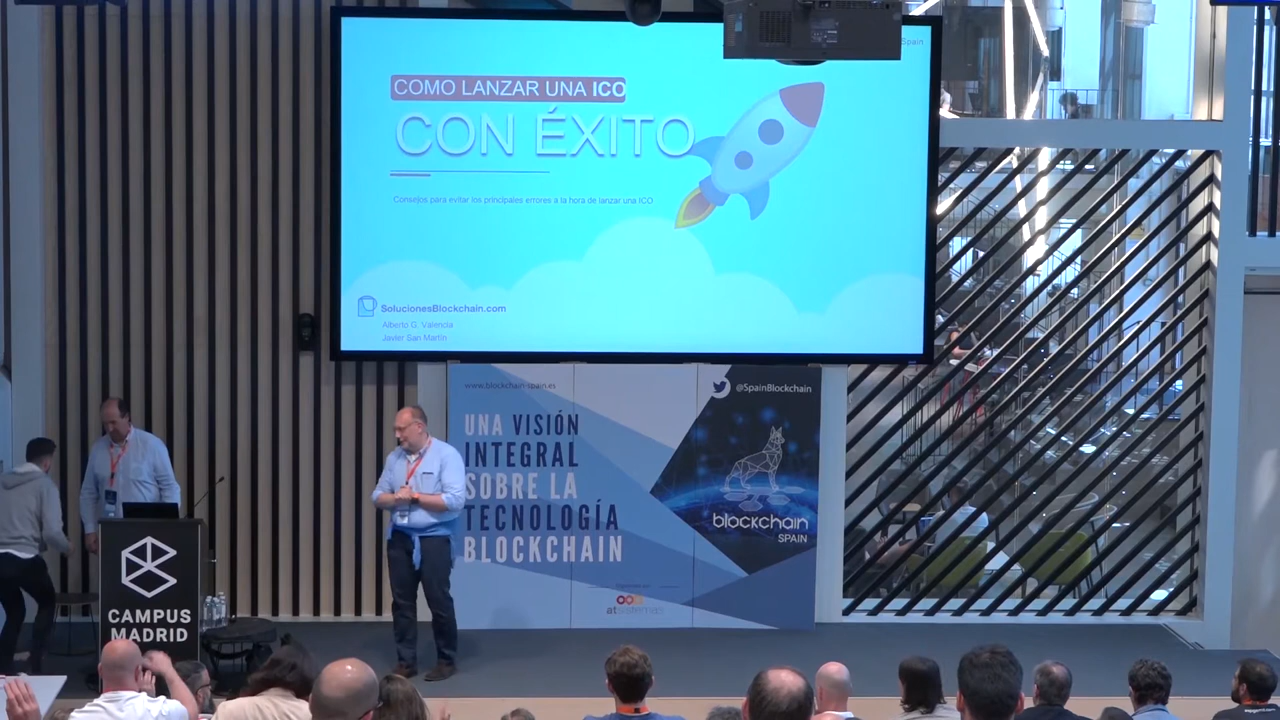 Spain
COMO LANZAR UNA ICO
CON ÉXITO
Consejos para evitar los principales errores a la hora de lanzar una ICO
SolucionesBlockchain.com
Alberto G. Valencia
Javier San Martín
www.blockchain-spain.es
@SpainBlockchain
UNA VISIÓN
INTEGRAL
SOBRE LA
TECNOLOGÍA
BLOCKCHAIN
blockchain
SPAIN
atsistemas
CAMPUS
MADRID